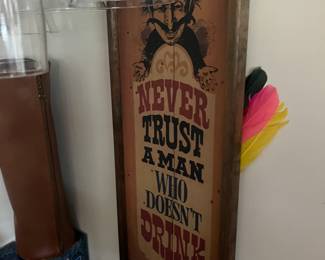 NEVER
TRUST
A MAN
WHO
DOESN'T
DRINK